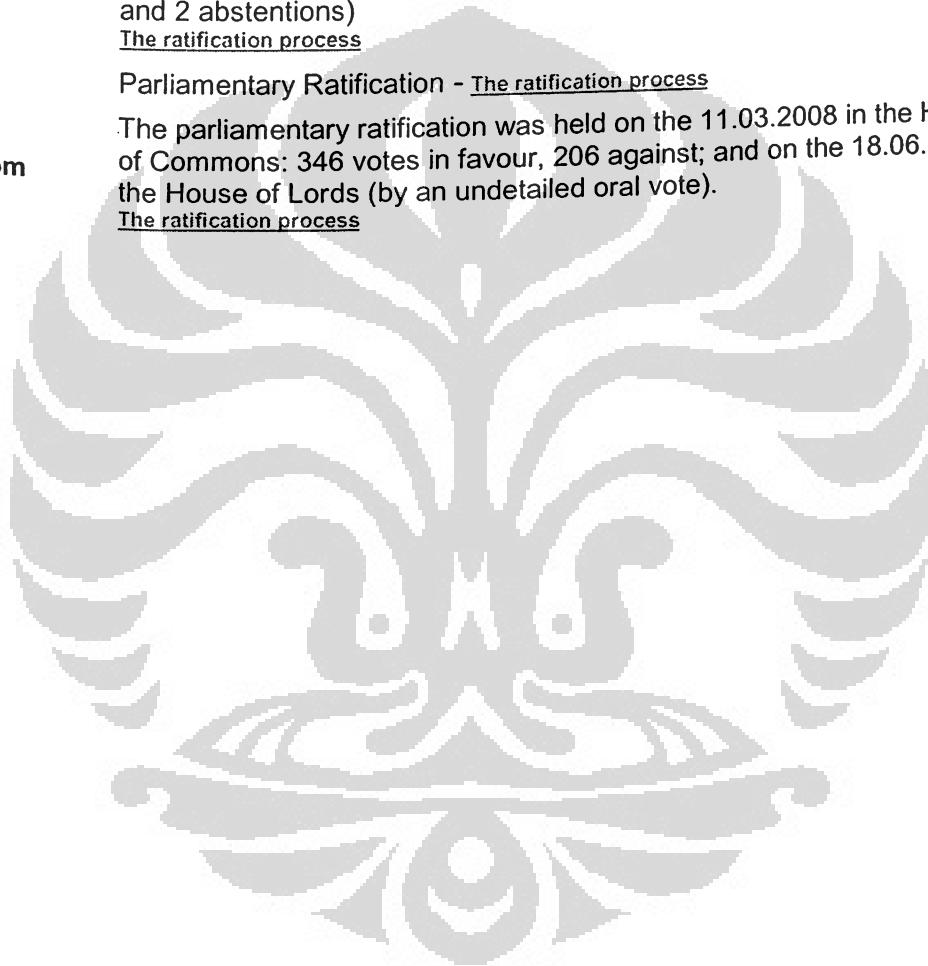 and 2 abstentions)
The ratification process
Parliamentary Ratification - The ratification process
The parliamentary ratification was held on the 11.03.2008 in the H
om
of Commons: 346 votes in favour, 206 against; and on the 18.06.
the House of Lords (by an undetailed oral vote).
The ratification process